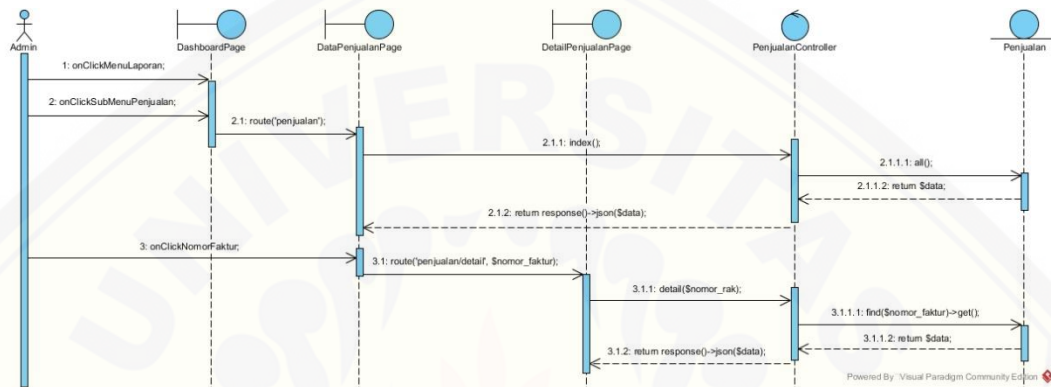 Admin
DashboardPage
DataPenjualanPage
DetailPenjualanPage
PenjualanController
Penjualan
1: onClickMenuLaporan;
2: onClickSubMenuPenjualan;
2.1: route('penjualan');
2.1.1: index();
2.1.1.1: all();
2.1.1.2: return $data;
2.1.2: return response()->json($data);
3: onClickNomorFaktur;
3.1: route('penjualan/detail', $nomor_faktur);
3.1.1: detail($nomor_rak);
3.1.1.1: find($nomor_faktur)->get();
3.1.1.2: return $data;
3.1.2: return response()->json($data);
Powered By Visual Paradigm Community Edition
UNIVERSITAS